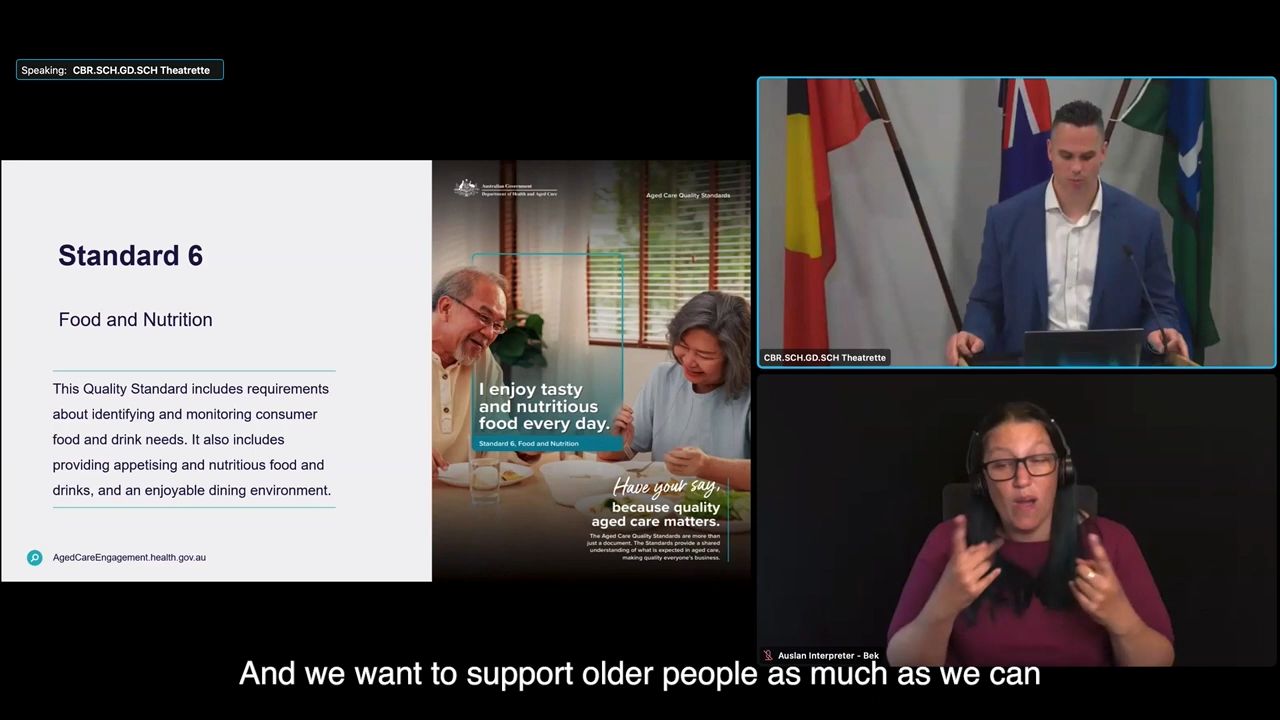 Speaking: CBR.SCH.GD.SCH Theatrette
Standard 6
Food and Nutrition
This Quality Standard includes requirements
about identifying and monitoring consumer
food and drink needs. It also includes
providing appetising and nutritious food and
drinks, and an enjoyable dining environment.
AgedCareEngagement.health.gov.au
Australian Government
Department of Health and Aged Care
Aged Care Quality Standards
I enjoy tasty
and nutritious
food every day.
Standard 6, Food and Nutrition
Have your say,
because quality
aged care matters.
The Aged Care Quality Standards are more than
just a document. The Standards provide a shared
understanding of what is expected in aged care,
making quality everyone's business.
CBR.SCH.GD.SCH Theatrette
Auslan Interpreter - Bek
And we want to support older people as much as we can